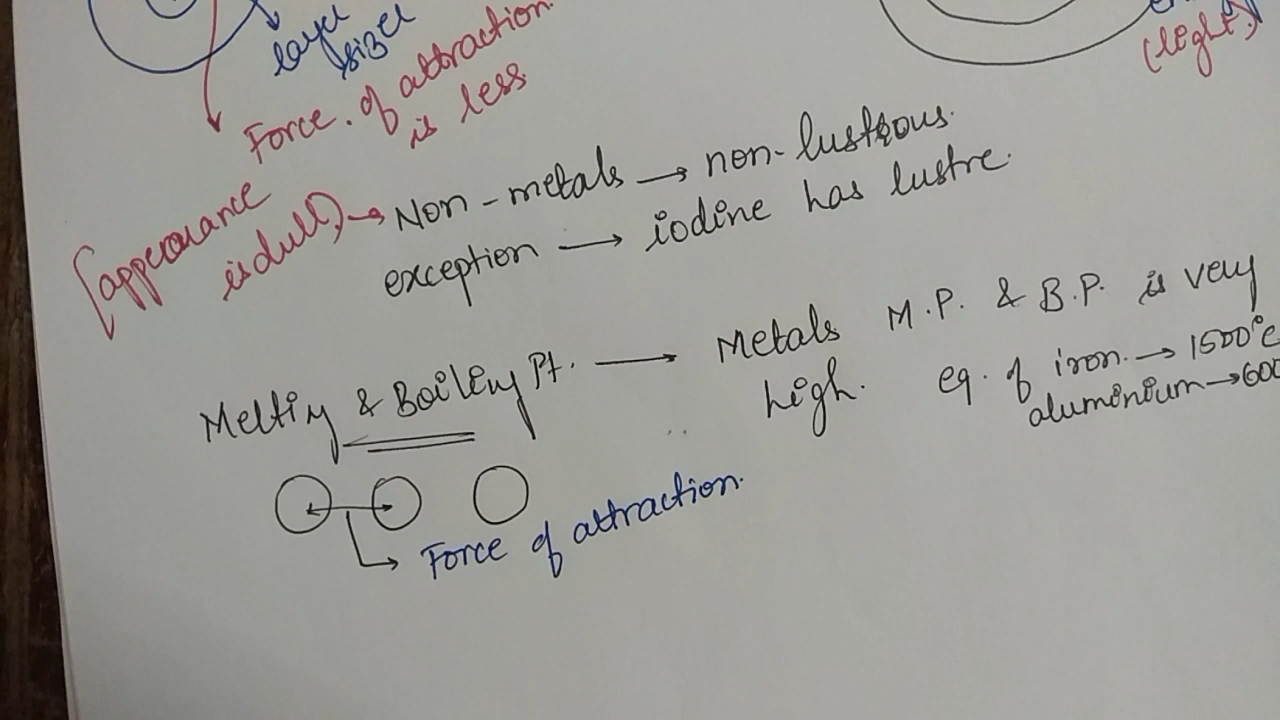 layer
size
Force. of attraction.
is less.
(light)
[appearance
is dull) → Non-metals → non-lustrous.
exception → iodine has lustre.
Melting & Boiling Pt. → Metals M.P. & B.P. is very
high. eg. of iron. → 1500°C
aluminium → 600
Force of attraction.